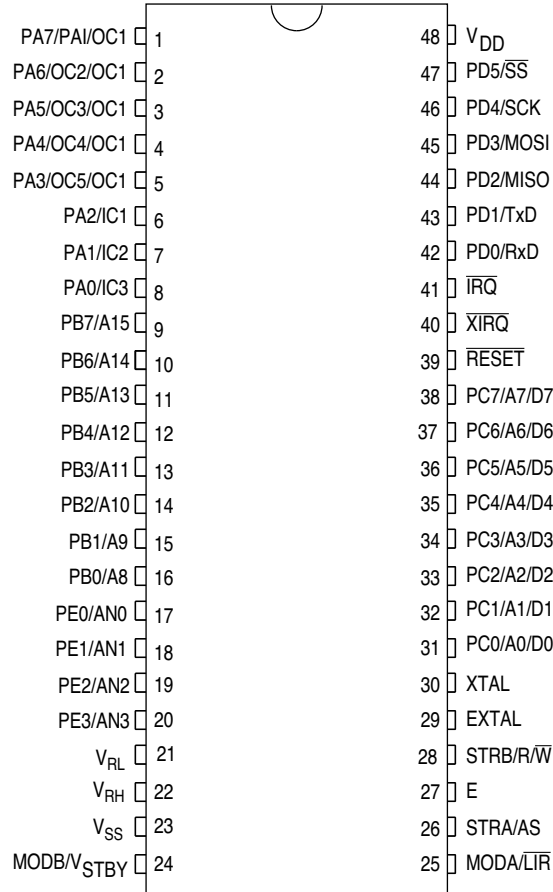 PA7/PAI/OC1 1 48 VDD
PA6/OC2/OC1 2 47 PD5/S̅S̅
PA5/OC3/OC1 3 46 PD4/SCK
PA4/OC4/OC1 4 45 PD3/MOSI
PA3/OC5/OC1 5 44 PD2/MISO
PA2/IC1 6 43 PD1/TxD
PA1/IC2 7 42 PD0/RxD
PA0/IC3 8 41 I̅R̅Q̅
PB7/A15 9 40 X̅I̅R̅Q̅
PB6/A14 10 39 R̅E̅S̅E̅T̅
PB5/A13 11 38 PC7/A7/D7
PB4/A12 12 37 PC6/A6/D6
PB3/A11 13 36 PC5/A5/D5
PB2/A10 14 35 PC4/A4/D4
PB1/A9 15 34 PC3/A3/D3
PB0/A8 16 33 PC2/A2/D2
PE0/AN0 17 32 PC1/A1/D1
PE1/AN1 18 31 PC0/A0/D0
PE2/AN2 19 30 XTAL
PE3/AN3 20 29 EXTAL
VRL 21 28 STRB/R/W̅
VRH 22 27 E
VSS 23 26 STRA/AS
MODB/VSTBY 24 25 MODA/L̅I̅R̅